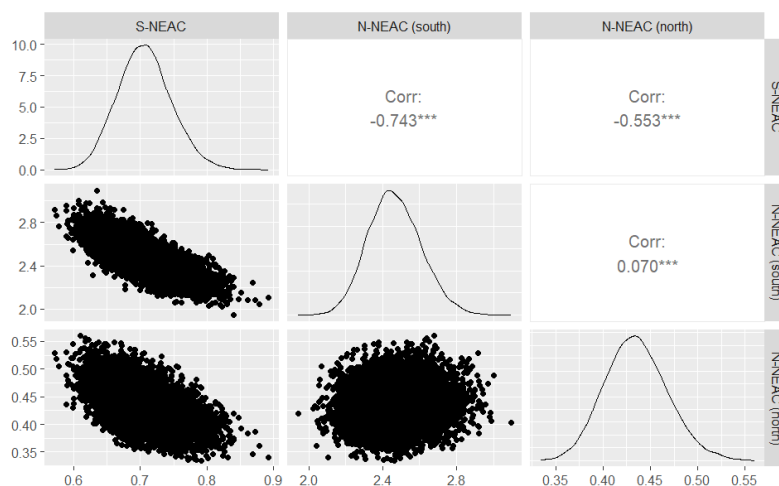 S-NEAC N-NEAC (south) N-NEAC (north)
10.0
7.5
5.0
2.5
0.0
Corr:
-0.743***
Corr:
-0.553***
S-NEAC
2.8
2.4
2.0
Corr:
0.070***
N-NEAC (south)
0.55
0.50
0.45
0.40
0.35
N-NEAC (north)
0.6 0.7 0.8 0.9 2.0 2.4 2.8 0.35 0.40 0.45 0.50 0.55